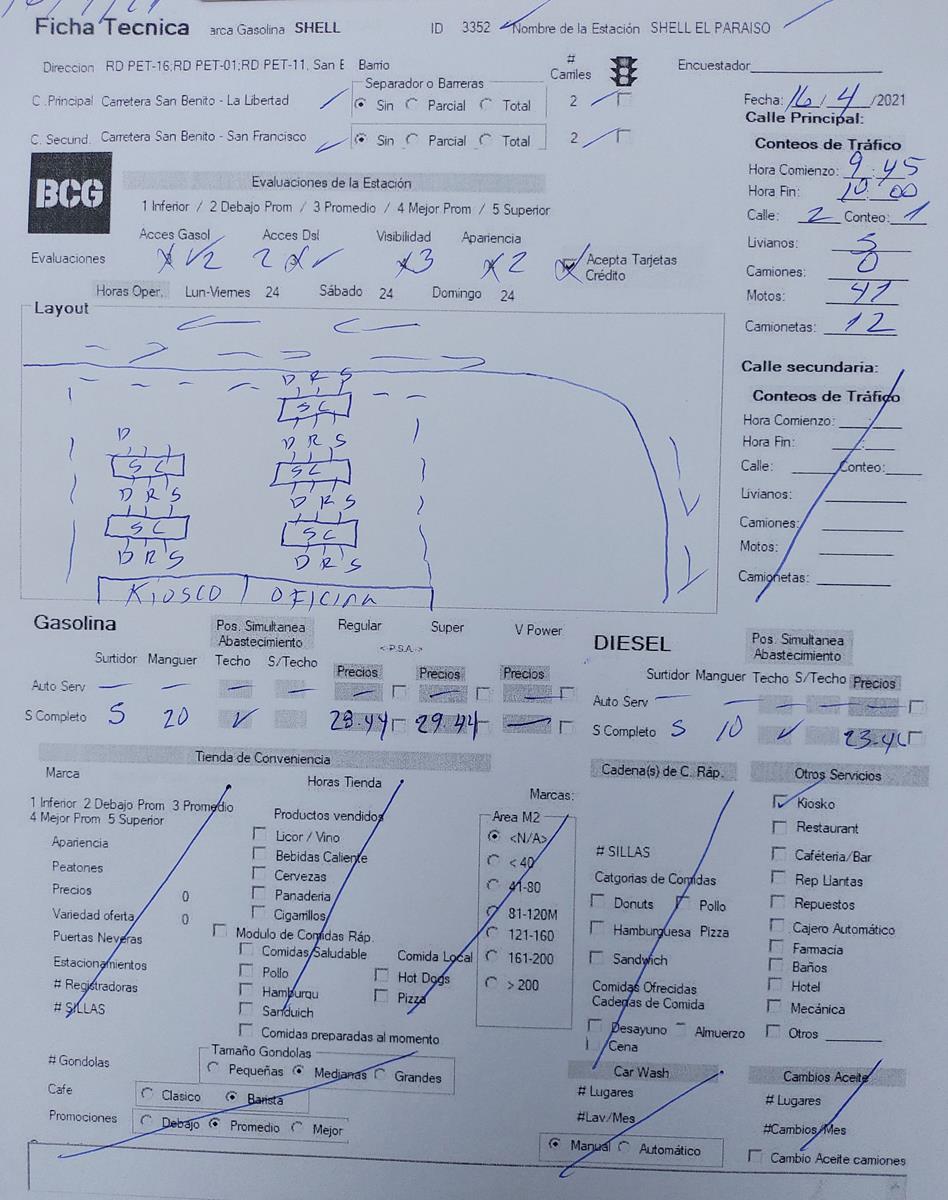 Ficha Tecnica arca Gasolina SHELL ID 3352 Nombre de la Estación SHELL EL PARAISO
Direccion RD PET-16;RD PET-01;RD PET-11, San E Barrio # Carriles Encuestador
Separador o Barreras
C .Principal Carretera San Benito - La Libertad Sin Parcial Total 2
Fecha: 16/ 4 /2021
C. Secund. Carretera San Benito - San Francisco Sin Parcial Total 2
Calle Principal:
Conteos de Tráfico
Hora Comienzo: 9:45
Hora Fin: 10:00
Calle: 2 Conteo: 1
Livianos: 5
Camiones: 0
Motos: 41
Camionetas: 12
BCG
Evaluaciones de la Estación
1 Inferior / 2 Debajo Prom / 3 Promedio / 4 Mejor Prom / 5 Superior
Acces Gasol Acces Dsl Visibilidad Apariencia
Evaluaciones 2 2 3 2 Acepta Tarjetas Crédito
Horas Oper. Lun-Viernes 24 Sábado 24 Domingo 24
Calle secundaria:
Conteos de Tráfico
Hora Comienzo: :
Hora Fin: :
Calle: Conteo:
Livianos:
Camiones:
Motos:
Camionetas:
Layout
D R S
S C
D D R S
S C S C
D R S D R S
S C S C
D R S D R S
KIOSCO OFICINA
Gasolina Pos. Simultanea Abastecimiento Regular Super V Power
<-P.S.A.->
Surtidor Manguer Techo S/Techo Precios Precios Precios
Auto Serv — — — — — — —
S Completo 5 20 ✓ 28.44 29.44 —
DIESEL Pos. Simultanea Abastecimiento
Surtidor Manguer Techo S/Techo Precios
Auto Serv — — — — —
S Completo 5 10 ✓
Tienda de Conveniencia
Marca Horas Tienda
1 Inferior 2 Debajo Prom 3 Promedio
4 Mejor Prom 5 Superior
Apariencia
Peatones
Precios 0
Variedad oferta 0
Puertas Neveras
Estacionamientos
# Registradoras
# SILLAS
Productos vendidos
Licor / Vino
Bebidas Caliente
Cervezas
Panaderia
Cigarrillos
Modulo de Comidas Ráp.
Comidas Saludable Comida Local
Pollo Hot Dogs
Hamburqu Pizza
Sanduich
Comidas preparadas al momento
Marcas:
Area M2
<N/A>
< 40
41-80
81-120M
121-160
161-200
> 200
# Gondolas
Tamaño Gondolas
Pequeñas Medianas Grandes
Cafe Clasico Barista
Promociones Debajo Promedio Mejor
Cadena(s) de C. Ráp.
# SILLAS
Catgorias de Comidas
Donuts Pollo
Hamburguesa Pizza
Sandwich
Comidas Ofrecidas
Cadenas de Comida
Desayuno Almuerzo
Cena
Otros Servicios
Kiosko
Restaurant
Caféteria/Bar
Rep Llantas
Repuestos
Cajero Automático
Farmacia
Baños
Hotel
Mecánica
Otros
Car Wash
# Lugares
#Lav/Mes
Manual Automático
Cambios Aceite
# Lugares
#Cambios/Mes
Cambio Aceite camiones